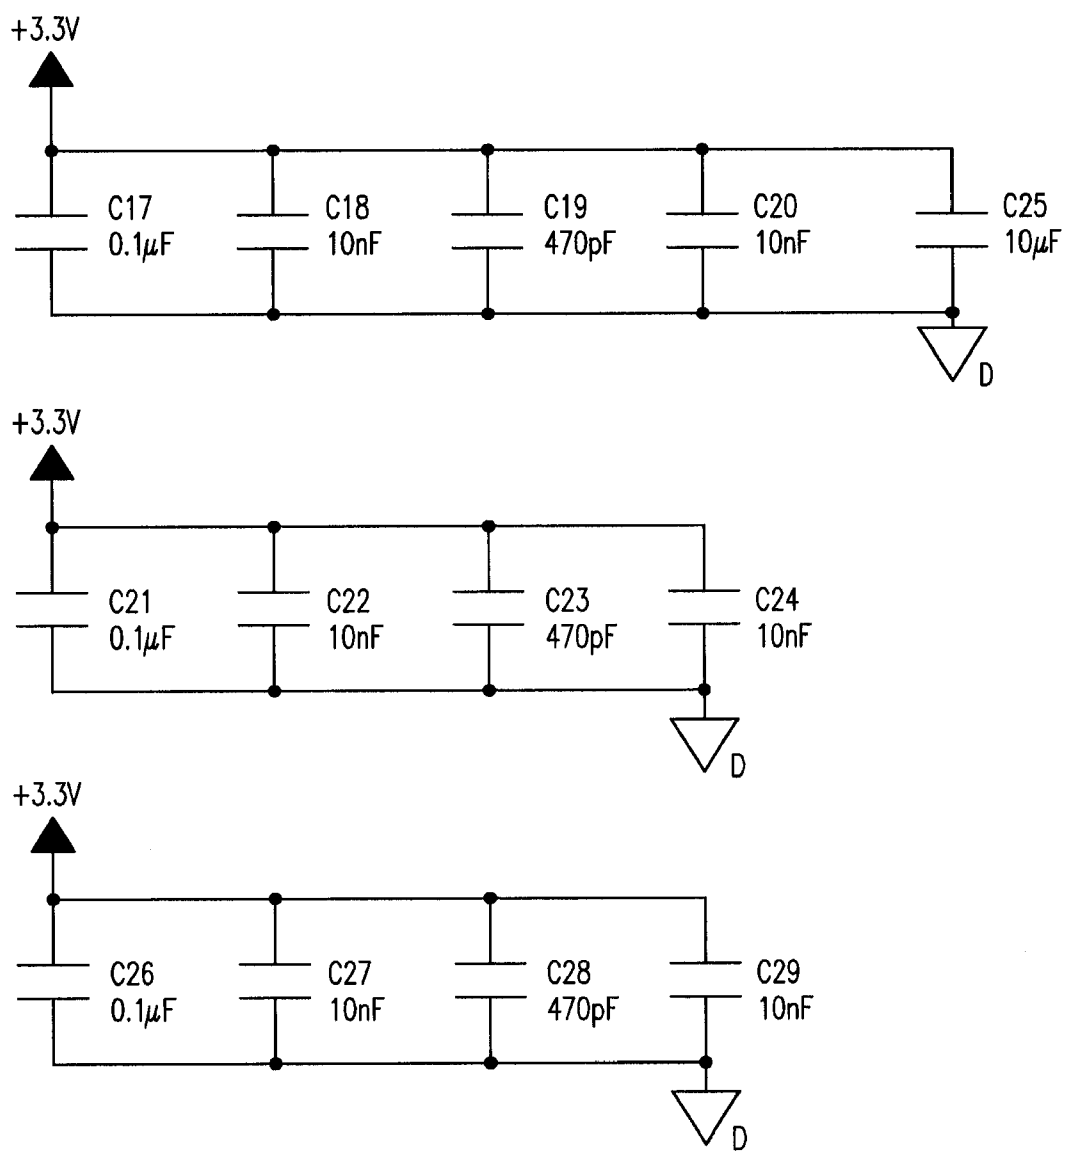 +3.3V
C17
0.1μF
C18
10nF
C19
470pF
C20
10nF
C25
10μF
D
+3.3V
C21
0.1μF
C22
10nF
C23
470pF
C24
10nF
D
+3.3V
C26
0.1μF
C27
10nF
C28
470pF
C29
10nF
D